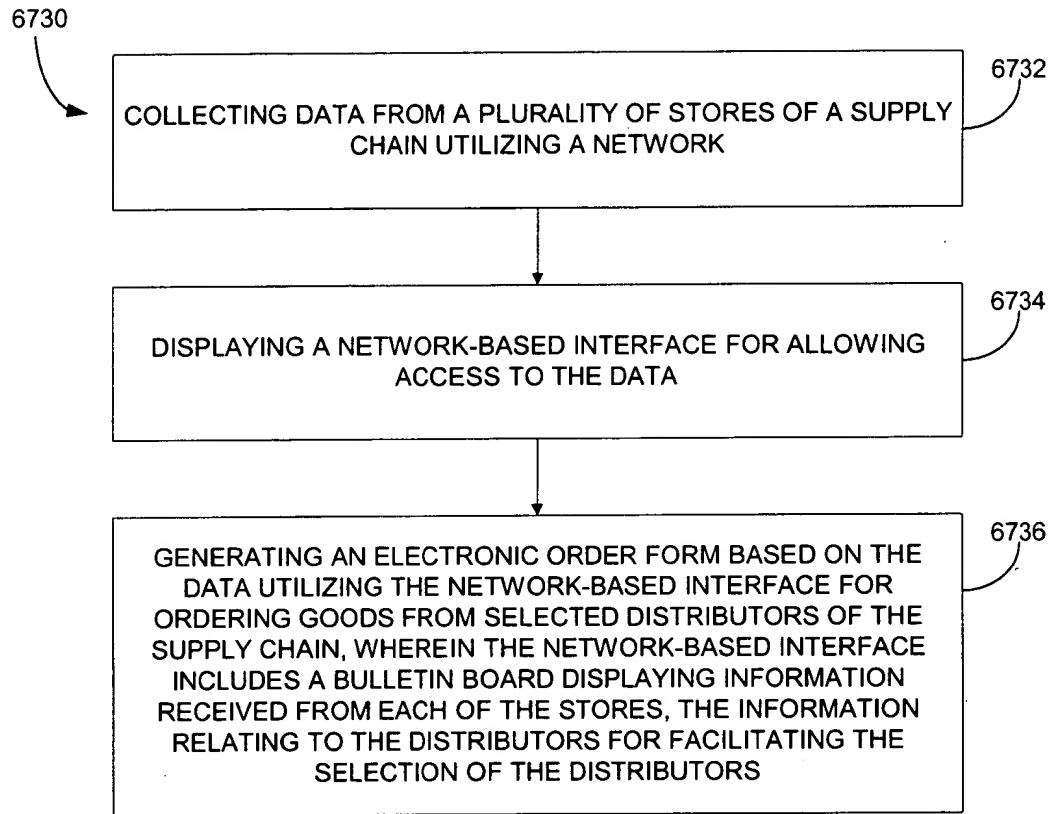 6730
6732
COLLECTING DATA FROM A PLURALITY OF STORES OF A SUPPLY
CHAIN UTILIZING A NETWORK
6734
DISPLAYING A NETWORK-BASED INTERFACE FOR ALLOWING
ACCESS TO THE DATA
6736
GENERATING AN ELECTRONIC ORDER FORM BASED ON THE
DATA UTILIZING THE NETWORK-BASED INTERFACE FOR
ORDERING GOODS FROM SELECTED DISTRIBUTORS OF THE
SUPPLY CHAIN, WHEREIN THE NETWORK-BASED INTERFACE
INCLUDES A BULLETIN BOARD DISPLAYING INFORMATION
RECEIVED FROM EACH OF THE STORES, THE INFORMATION
RELATING TO THE DISTRIBUTORS FOR FACILITATING THE
SELECTION OF THE DISTRIBUTORS